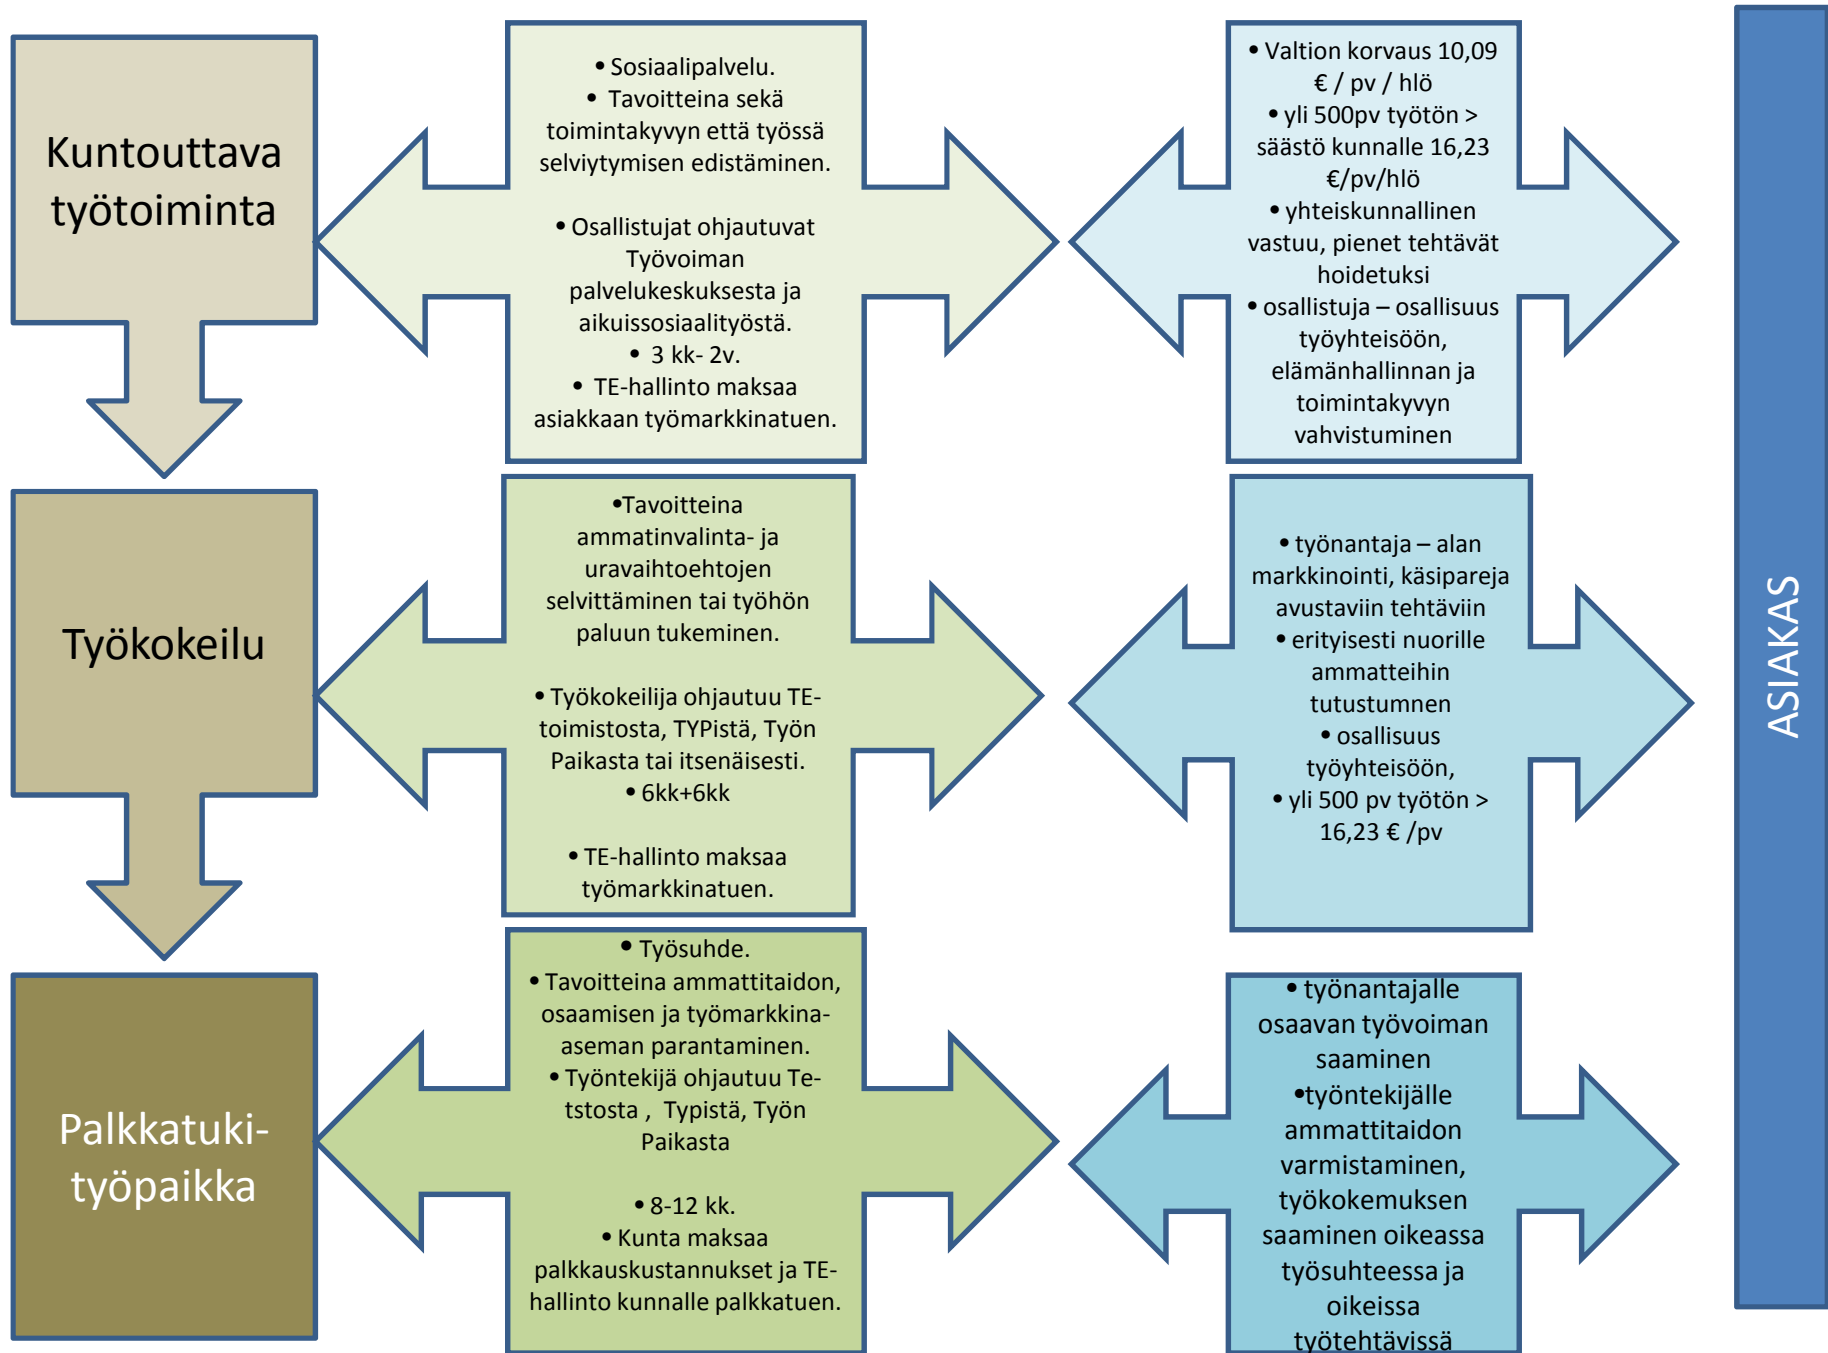 Kuntouttava
työtoiminta
• Sosiaalipalvelu.
• Tavoitteina sekä
toimintakyvyn että työssä
selviytymisen edistäminen.
• Osallistujat ohjautuvat
Työvoiman
palvelukeskuksesta ja
aikuissosiaalityöstä.
• 3 kk- 2v.
• TE-hallinto maksaa
asiakkaan työmarkkinatuen.
• Valtion korvaus 10,09
€ / pv / hlö
• yli 500pv työtön >
säästö kunnalle 16,23
€/pv/hlö
• yhteiskunnallinen
vastuu, pienet tehtävät
hoidetuksi
• osallistuja – osallisuus
työyhteisöön,
elämänhallinnan ja
toimintakyvyn
vahvistuminen
Työkokeilu
•Tavoitteina
ammatinvalinta- ja
uravaihtoehtojen
selvittäminen tai työhön
paluun tukeminen.
• Työkokeilija ohjautuu TE-
toimistosta, TYPistä, Työn
Paikasta tai itsenäisesti.
• 6kk+6kk
• TE-hallinto maksaa
työmarkkinatuen.
• työnantaja – alan
markkinointi, käsipareja
avustaviin tehtäviin
• erityisesti nuorille
ammatteihin
tutustumnen
• osallisuus
työyhteisöön,
• yli 500 pv työtön >
16,23 € /pv
Palkkatuki-
työpaikka
• Työsuhde.
• Tavoitteina ammattitaidon,
osaamisen ja työmarkkina-
aseman parantaminen.
• Työntekijä ohjautuu Te-
tstosta , Typistä, Työn
Paikasta
• 8-12 kk.
• Kunta maksaa
palkkauskustannukset ja TE-
hallinto kunnalle palkkatuen.
• työnantajalle
osaavan työvoiman
saaminen
•työntekijälle
ammattitaidon
varmistaminen,
työkokemuksen
saaminen oikeassa
työsuhteessa ja
oikeissa
työtehtävissä
ASIAKAS